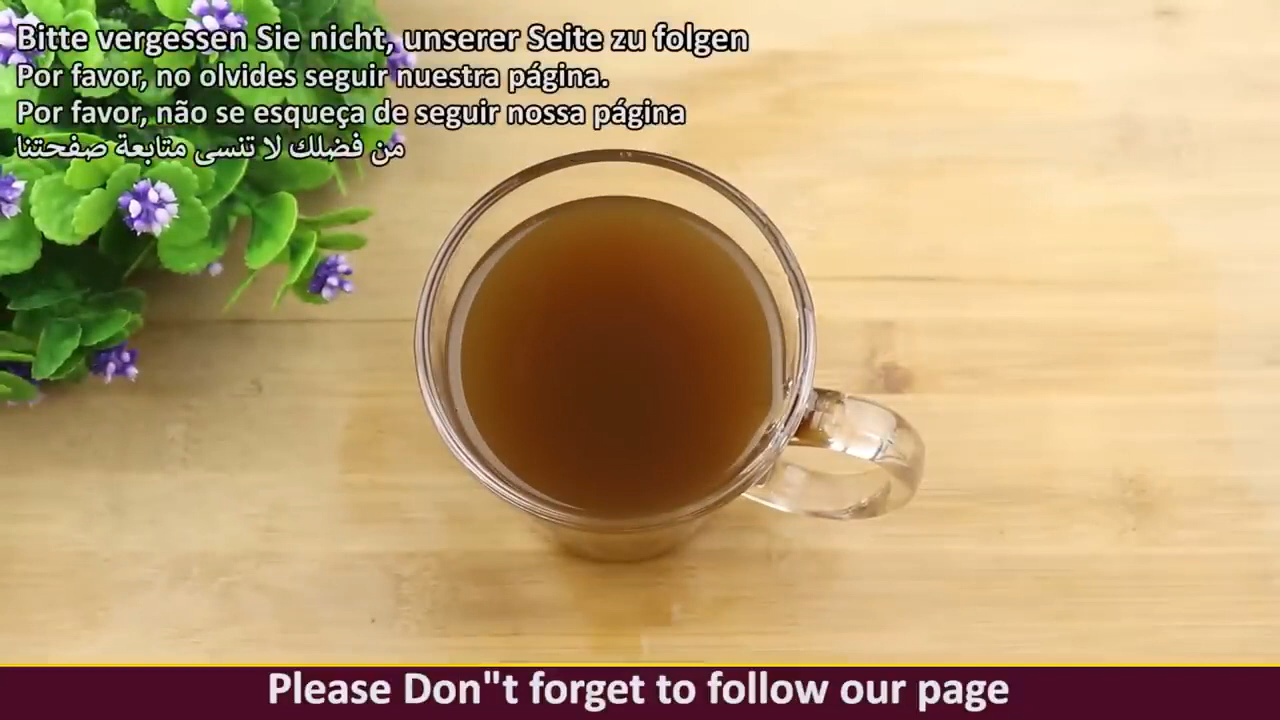 Bitte vergessen Sie nicht, unserer Seite zu folgen
Por favor, no olvides seguir nuestra página.
Por favor, não se esqueça de seguir nossa página
من فضلك لا تنسى متابعة صفحتنا
Please Don"t forget to follow our page